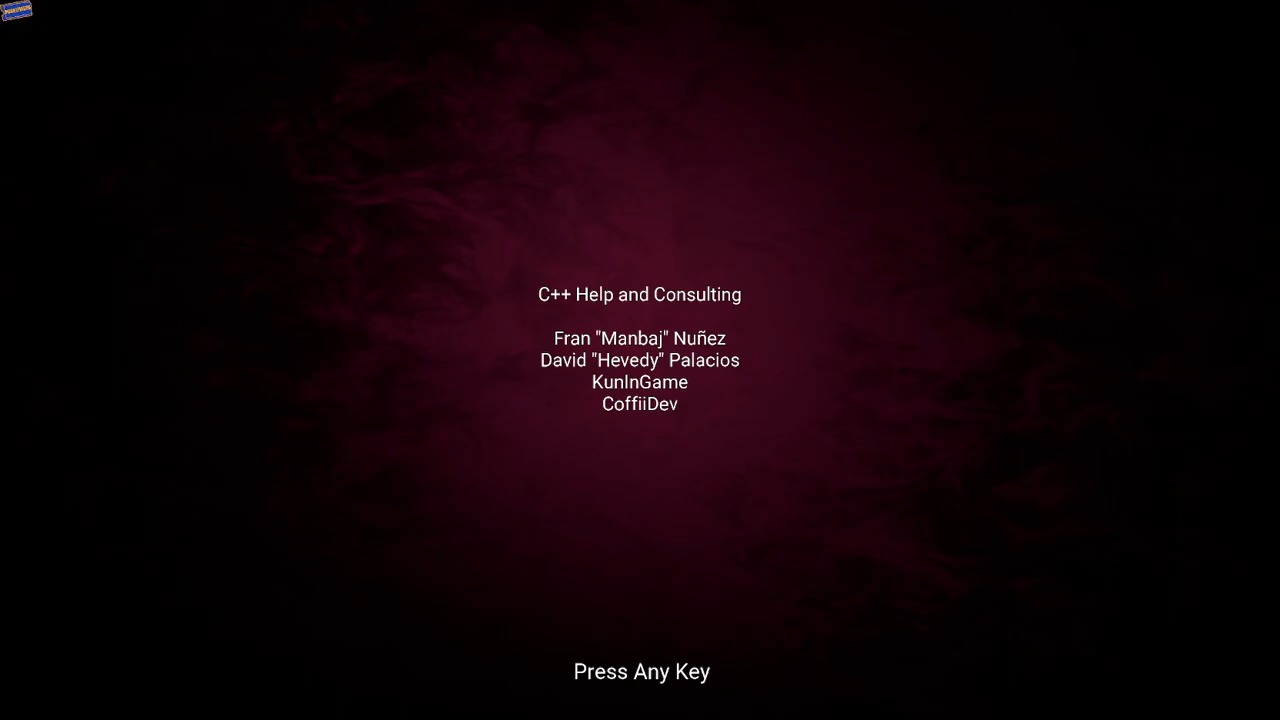 C++ Help and Consulting
Fran "Manbaj" Nuñez
David "Hevedy" Palacios
KunInGame
CoffiiDev
Press Any Key